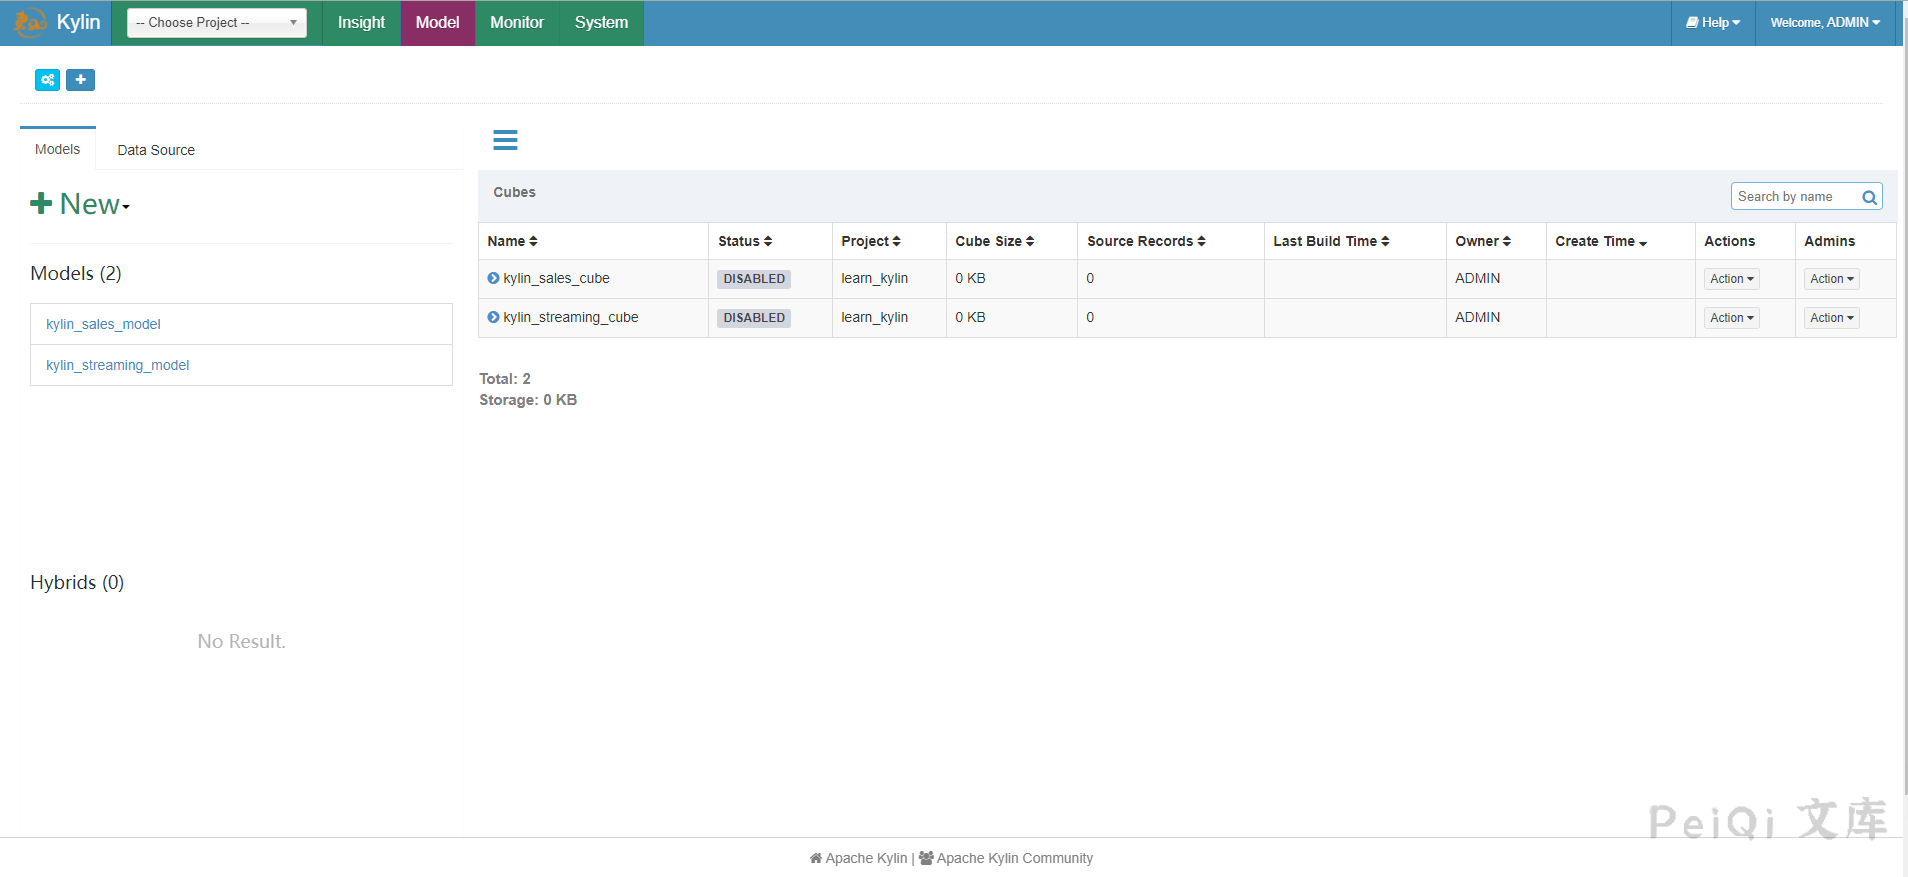 Kylin
-- Choose Project --
Insight
Model
Monitor
System
Help
Welcome, ADMIN
Models
Data Source
New
Models (2)
kylin_sales_model
kylin_streaming_model
Hybrids (0)
No Result.
Cubes
Search by name
Name Status Project Cube Size Source Records Last Build Time Owner Create Time Actions Admins
kylin_sales_cube DISABLED learn_kylin 0 KB 0 ADMIN Action Action
kylin_streaming_cube DISABLED learn_kylin 0 KB 0 ADMIN Action Action
Total: 2
Storage: 0 KB
PeiQi 文库
Apache Kylin | Apache Kylin Community